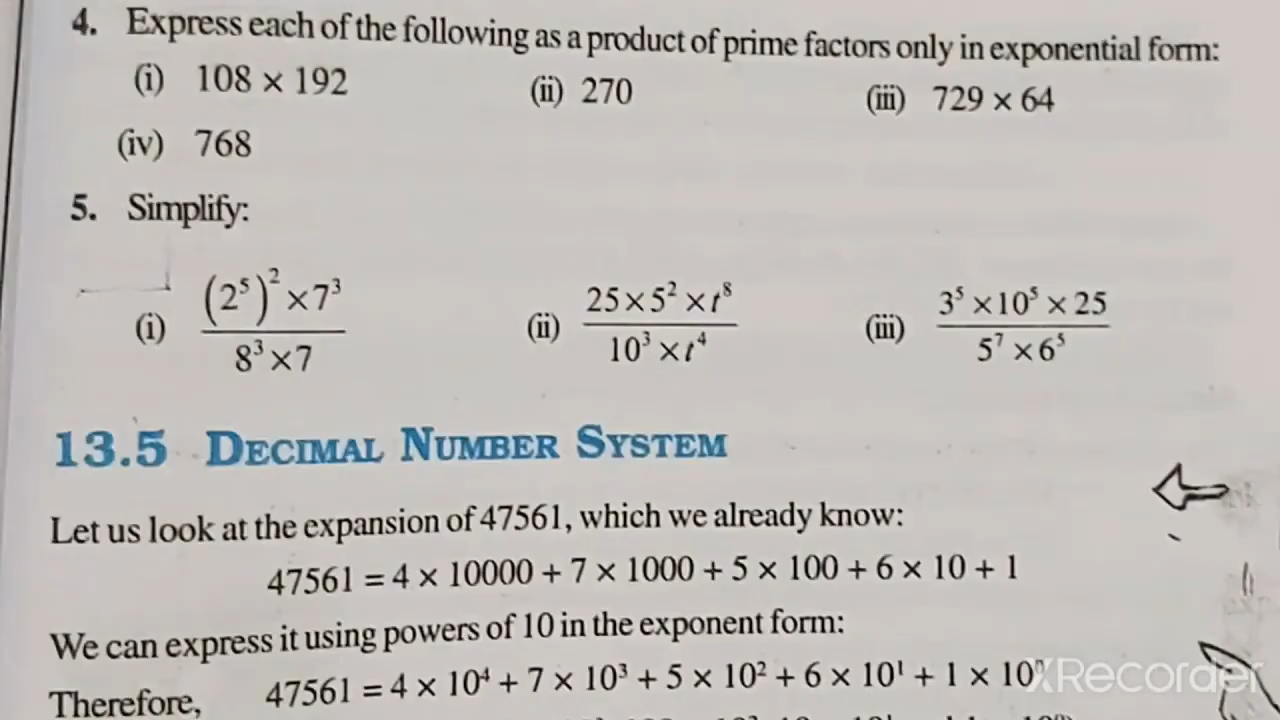 4. Express each of the following as a product of prime factors only in exponential form:
(i) 108 × 192 (ii) 270 (iii) 729 × 64
(iv) 768
5. Simplify:
(i) (2⁵)² × 7³ / 8³ × 7 (ii) 25 × 5² × t⁸ / 10³ × t⁴ (iii) 3⁵ × 10⁵ × 25 / 5⁷ × 6⁵
13.5 DECIMAL NUMBER SYSTEM
Let us look at the expansion of 47561, which we already know:
47561 = 4 × 10000 + 7 × 1000 + 5 × 100 + 6 × 10 + 1
We can express it using powers of 10 in the exponent form:
Therefore, 47561 = 4 × 10⁴ + 7 × 10³ + 5 × 10² + 6 × 10¹ + 1 × 10⁰
XRecorder